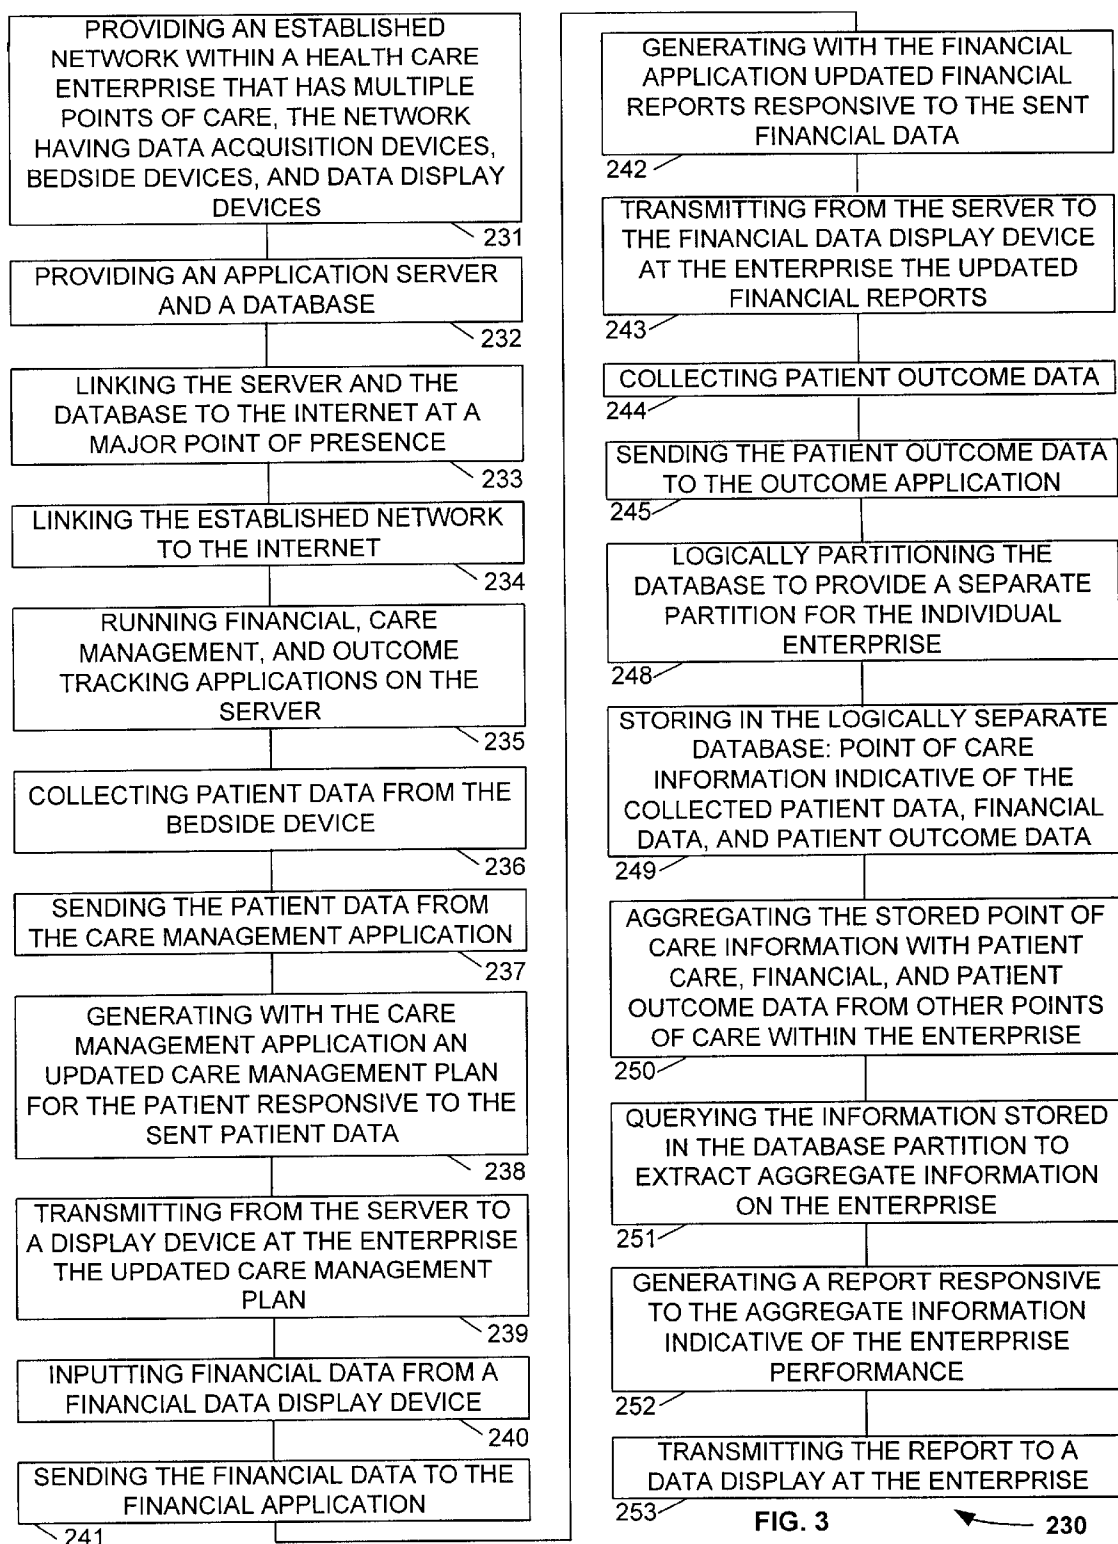 PROVIDING AN ESTABLISHED
NETWORK WITHIN A HEALTH CARE
ENTERPRISE THAT HAS MULTIPLE
POINTS OF CARE, THE NETWORK
HAVING DATA ACQUISITION DEVICES,
BEDSIDE DEVICES, AND DATA DISPLAY
DEVICES
231
PROVIDING AN APPLICATION SERVER
AND A DATABASE
232
LINKING THE SERVER AND THE
DATABASE TO THE INTERNET AT A
MAJOR POINT OF PRESENCE
233
LINKING THE ESTABLISHED NETWORK
TO THE INTERNET
234
RUNNING FINANCIAL, CARE
MANAGEMENT, AND OUTCOME
TRACKING APPLICATIONS ON THE
SERVER
235
COLLECTING PATIENT DATA FROM THE
BEDSIDE DEVICE
236
SENDING THE PATIENT DATA FROM
THE CARE MANAGEMENT APPLICATION
237
GENERATING WITH THE CARE
MANAGEMENT APPLICATION AN
UPDATED CARE MANAGEMENT PLAN
FOR THE PATIENT RESPONSIVE TO THE
SENT PATIENT DATA
238
TRANSMITTING FROM THE SERVER TO
A DISPLAY DEVICE AT THE ENTERPRISE
THE UPDATED CARE MANAGEMENT
PLAN
239
INPUTTING FINANCIAL DATA FROM A
FINANCIAL DATA DISPLAY DEVICE
240
SENDING THE FINANCIAL DATA TO THE
FINANCIAL APPLICATION
241
GENERATING WITH THE FINANCIAL
APPLICATION UPDATED FINANCIAL
REPORTS RESPONSIVE TO THE SENT
FINANCIAL DATA
242
TRANSMITTING FROM THE SERVER TO
THE FINANCIAL DATA DISPLAY DEVICE
AT THE ENTERPRISE THE UPDATED
FINANCIAL REPORTS
243
COLLECTING PATIENT OUTCOME DATA
244
SENDING THE PATIENT OUTCOME DATA
TO THE OUTCOME APPLICATION
245
LOGICALLY PARTITIONING THE
DATABASE TO PROVIDE A SEPARATE
PARTITION FOR THE INDIVIDUAL
ENTERPRISE
248
STORING IN THE LOGICALLY SEPARATE
DATABASE: POINT OF CARE
INFORMATION INDICATIVE OF THE
COLLECTED PATIENT DATA, FINANCIAL
DATA, AND PATIENT OUTCOME DATA
249
AGGREGATING THE STORED POINT OF
CARE INFORMATION WITH PATIENT
CARE, FINANCIAL, AND PATIENT
OUTCOME DATA FROM OTHER POINTS
OF CARE WITHIN THE ENTERPRISE
250
QUERYING THE INFORMATION STORED
IN THE DATABASE PARTITION TO
EXTRACT AGGREGATE INFORMATION
ON THE ENTERPRISE
251
GENERATING A REPORT RESPONSIVE
TO THE AGGREGATE INFORMATION
INDICATIVE OF THE ENTERPRISE
PERFORMANCE
252
TRANSMITTING THE REPORT TO A
DATA DISPLAY AT THE ENTERPRISE
253
FIG. 3
230